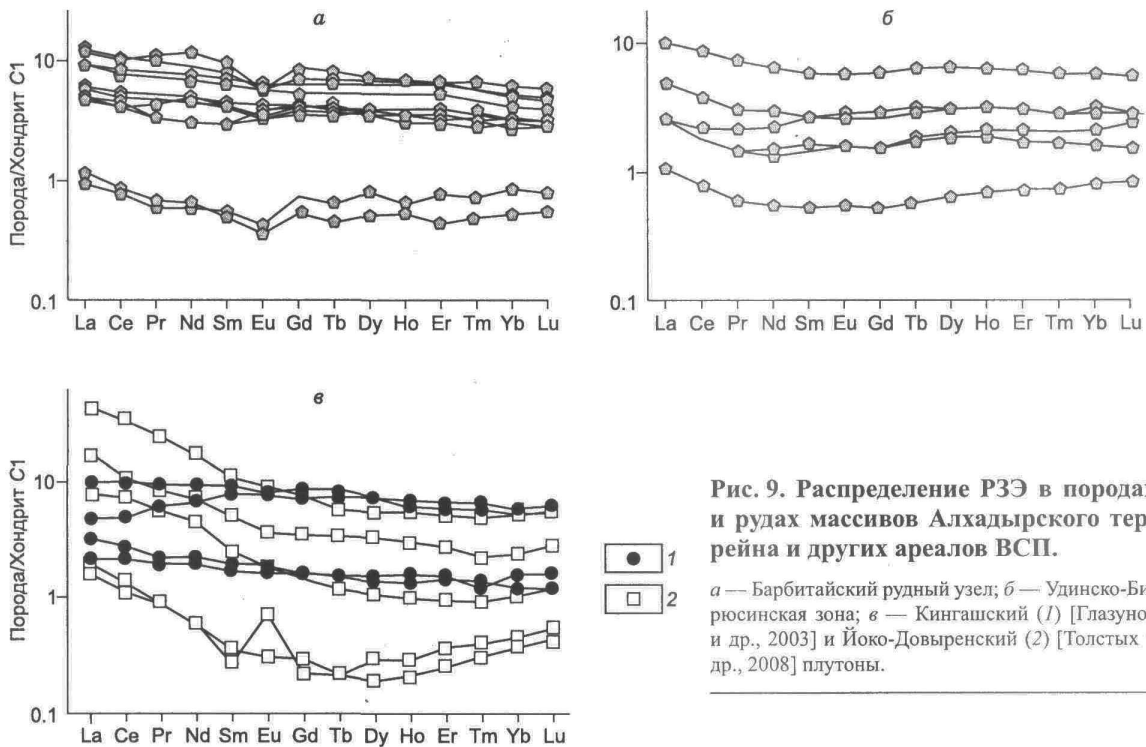 а
Порода/Хондрит C1
10
1
0.1
La Ce Pr Nd Sm Eu Gd Tb Dy Ho Er Tm Yb Lu
б
10
1
0.1
La Ce Pr Nd Sm Eu Gd Tb Dy Ho Er Tm Yb Lu
в
Порода/Хондрит C1
10
1
0.1
La Ce Pr Nd Sm Eu Gd Tb Dy Ho Er Tm Yb Lu
1
2
Рис. 9. Распределение РЗЭ в
и рудах массивов Алхадырского тер
рейна и других ареалов ВСП.
а — Барбитайский рудный узел; б — Удинско-Би
рюсинская зона; в — Кингашский (1)
и др., 2003] и Йоко-Довыренский (2) [Толстых
др., 2008] плутоны.